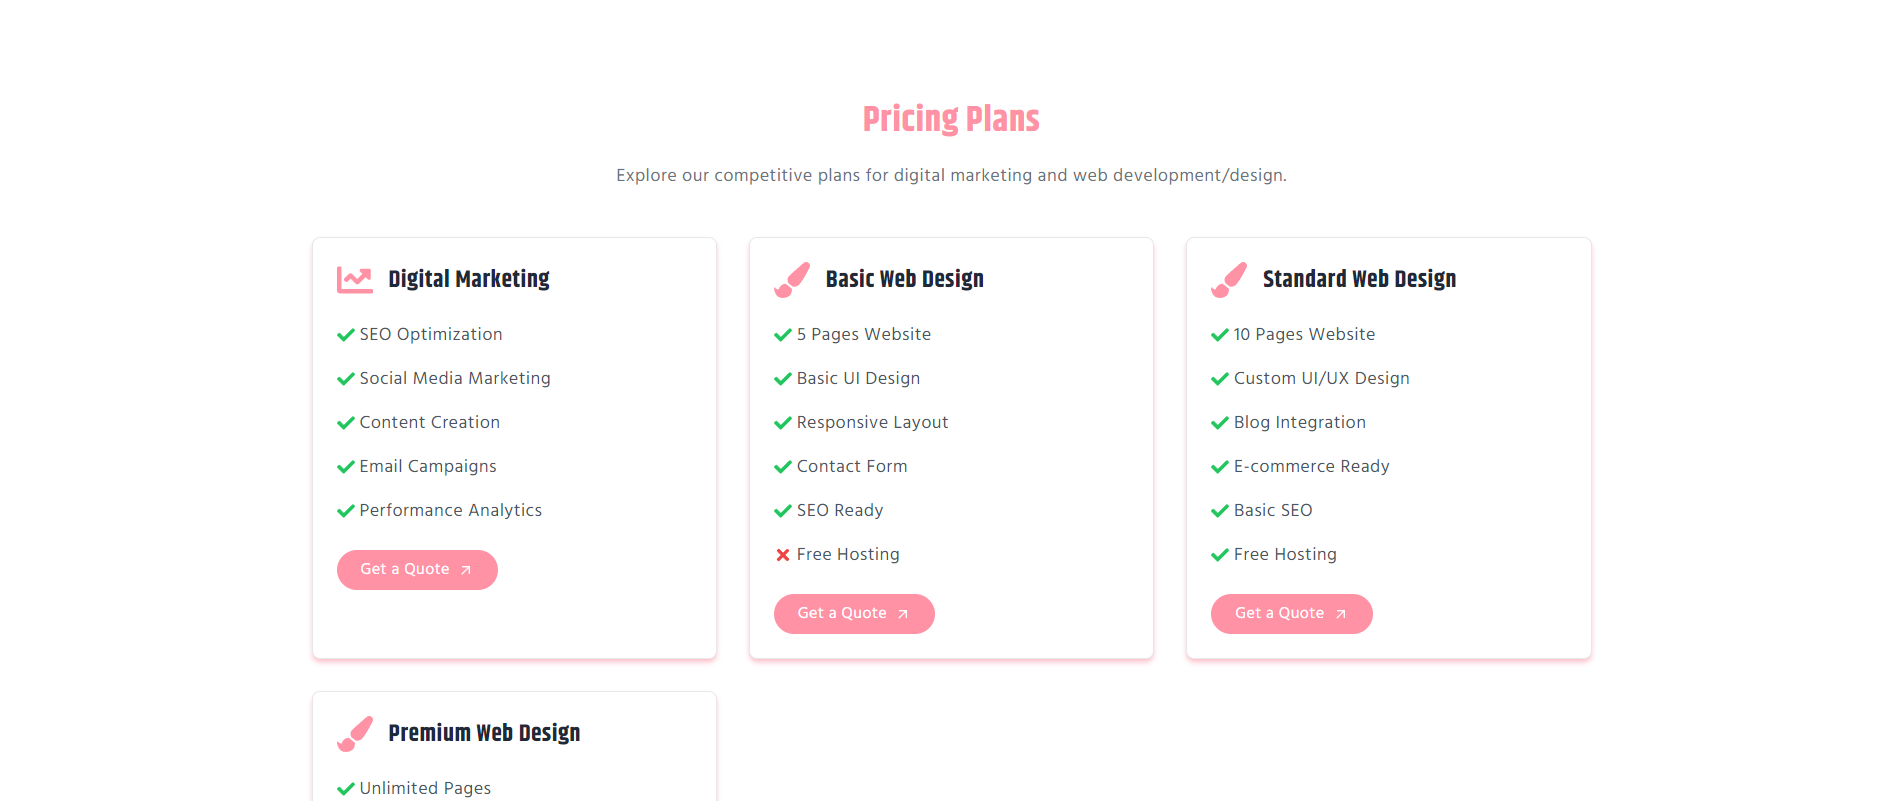 Pricing Plans
Explore our competitive plans for digital marketing and web development/design.
Digital Marketing
SEO Optimization
Social Media Marketing
Content Creation
Email Campaigns
Performance Analytics
Get a Quote
Basic Web Design
5 Pages Website
Basic UI Design
Responsive Layout
Contact Form
SEO Ready
Free Hosting
Get a Quote
Standard Web Design
10 Pages Website
Custom UI/UX Design
Blog Integration
E-commerce Ready
Basic SEO
Free Hosting
Get a Quote
Premium Web Design
Unlimited Pages